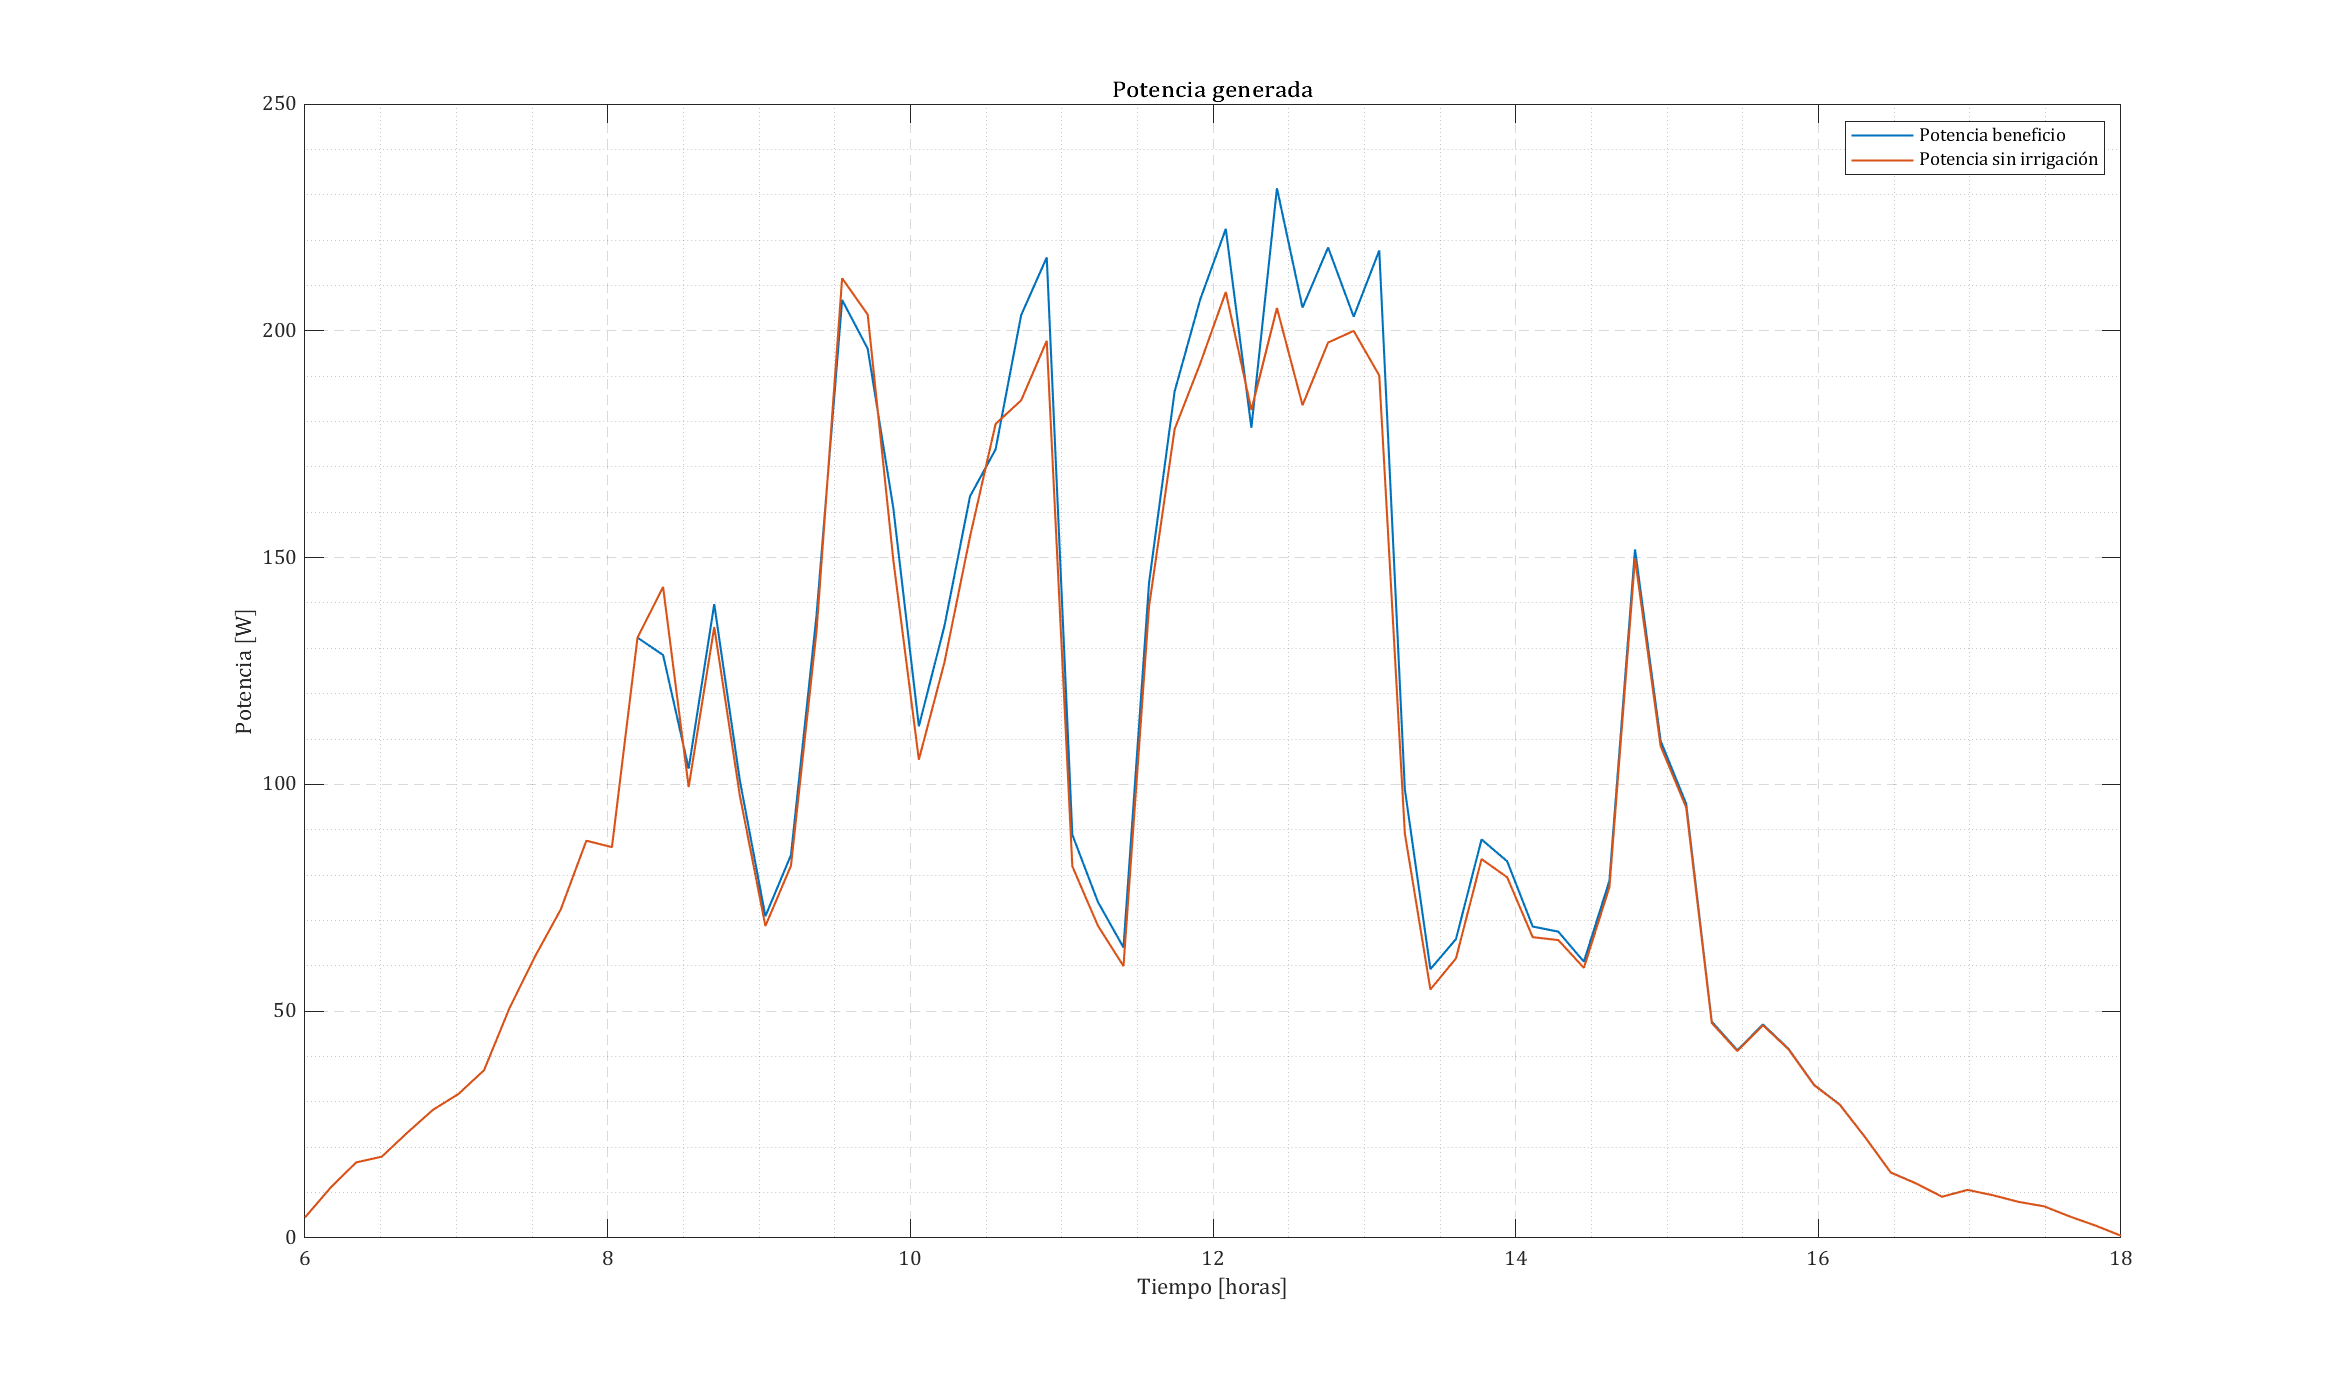 Potencia generada
250
200
150
100
50
0
Potencia [W]
Potencia beneficio
Potencia sin irrigación
6
8
10
12
14
16
18
Tiempo [horas]